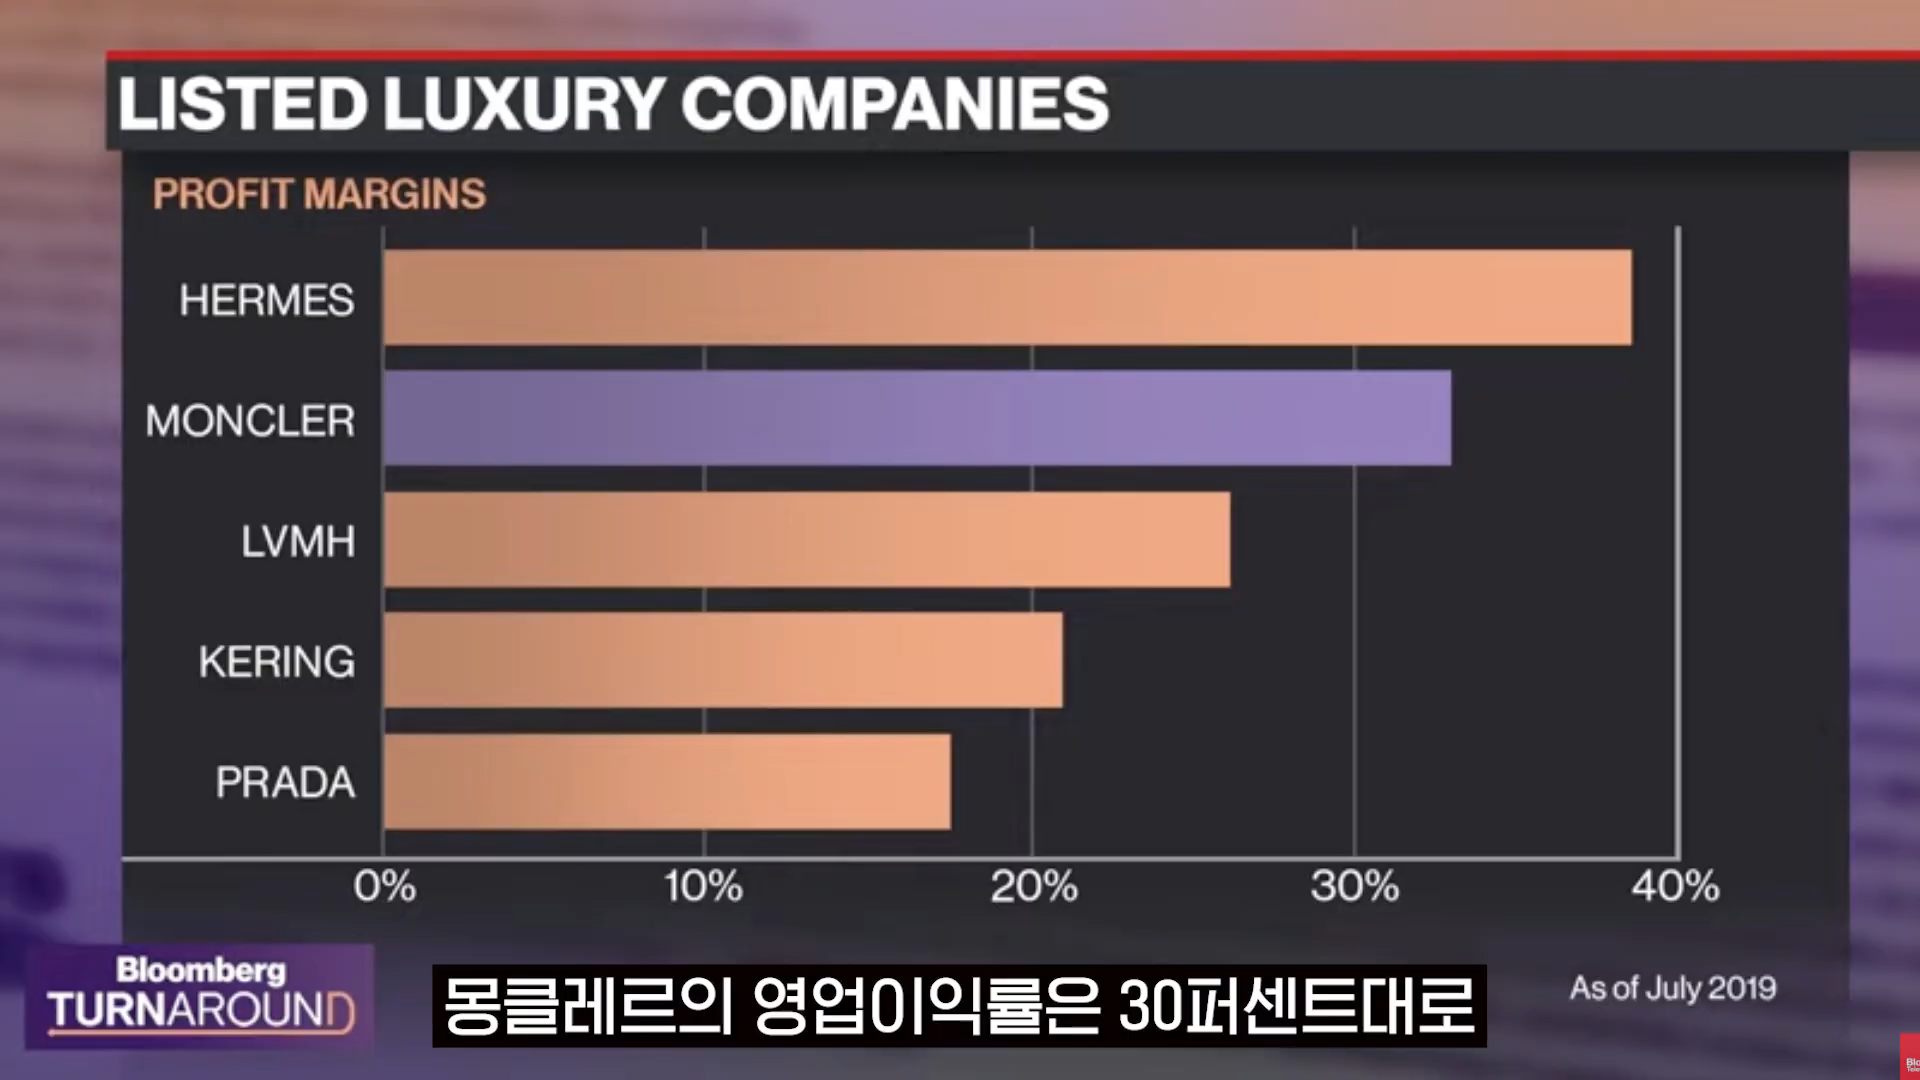 LISTED LUXURY COMPANIES
PROFIT MARGINS
HERMES
MONCLER
LVMH
KERING
PRADA
0% 10% 20% 30% 40%
Bloomberg
TURNAROUND
몽클레르의 영업이익률은 30퍼센트대로
As of July 2019